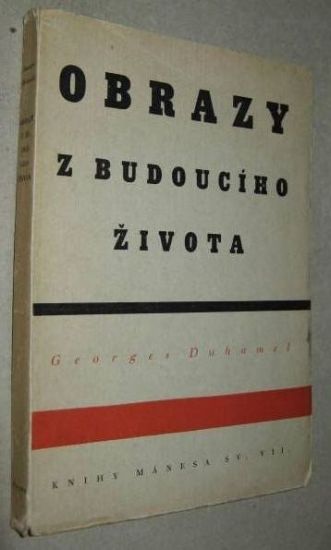 OBRAZY
Z BUDOUCÍHO
ŽIVOTA
Georges Duhamel
KNIHY MÁNESA SV. VII.